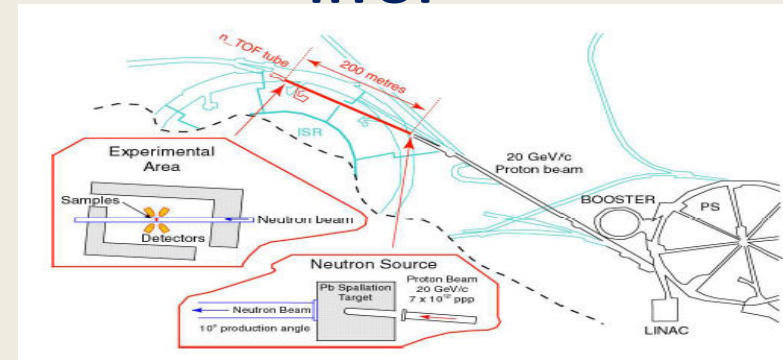 n_TOF tube
200 metres
ISR
Experimental
Area
Samples
Neutron beam
Detectors
20 GeV/c
Proton beam
BOOSTER
PS
LINAC
Neutron Source
Pb Spallation
Target
Proton Beam
20 GeV/c
7 x 10¹² ppp
Neutron Beam
10° production angle